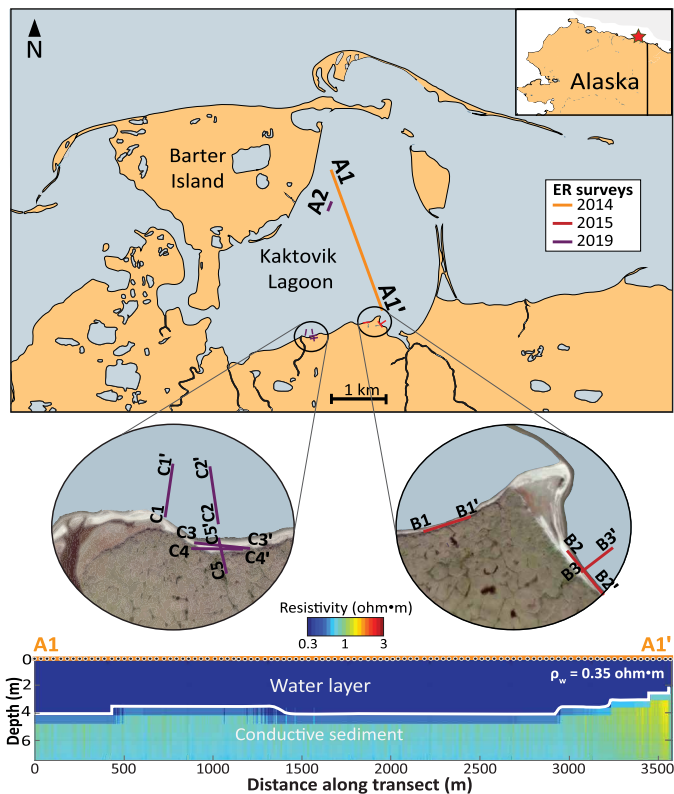 N
Alaska
Barter
Island
A1
A2
ER surveys
2014
2015
2019
Kaktovik
Lagoon
A1'
1 km
C1'
C2'
C1
C2
C3
C5'
C3'
C4
C4'
C5
B1
B1'
B2
B3'
B3
B2'
Resistivity (ohm•m)
0.3 1 3
A1 A1'
ρw = 0.35 ohm•m
Water layer
Conductive sediment
Depth (m)
0
2
4
6
0 500 1000 1500 2000 2500 3000 3500
Distance along transect (m)